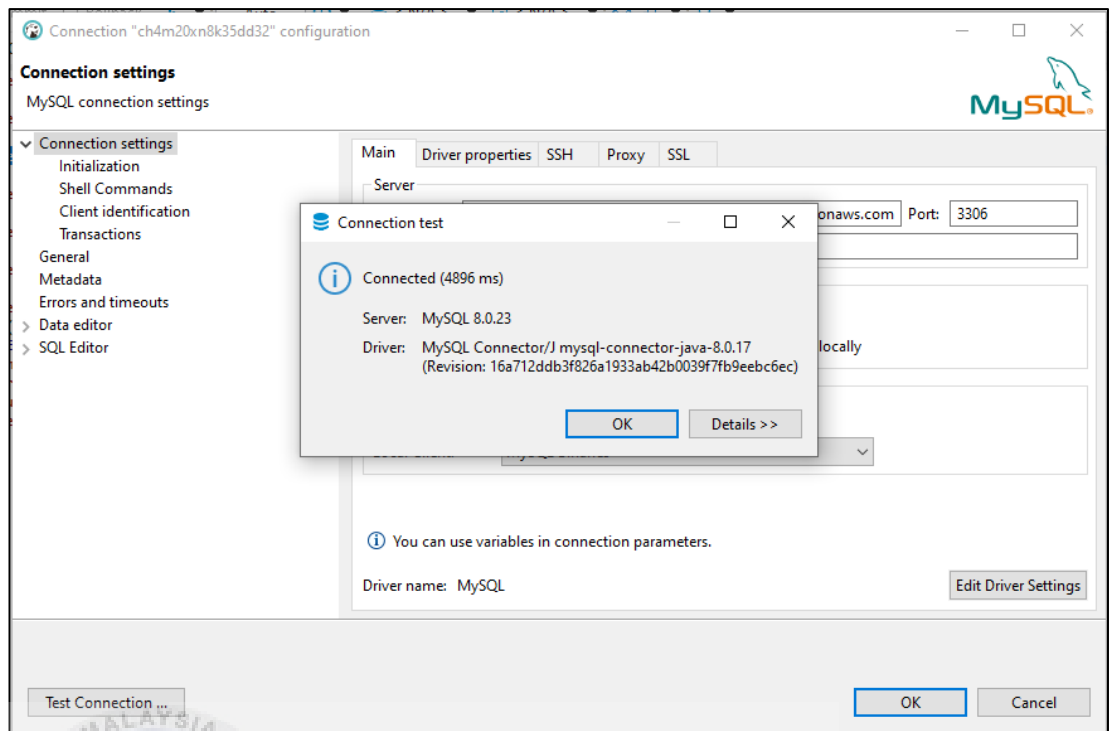 Connection "ch4m20xn8k35dd32" configuration
Connection settings
MySQL connection settings
MySQL
Connection settings
Initialization
Shell Commands
Client identification
Transactions
General
Metadata
Errors and timeouts
Data editor
SQL Editor
Main Driver properties SSH Proxy SSL
Server
onaws.com Port: 3306
locally
Connection test
Connected (4896 ms)
Server: MySQL 8.0.23
Driver: MySQL Connector/J mysql-connector-java-8.0.17
(Revision: 16a712ddb3f826a1933ab42b0039f7fb9eebc6ec)
OK Details >>
You can use variables in connection parameters.
Driver name: MySQL Edit Driver Settings
Test Connection ... OK Cancel
MALAYSIA